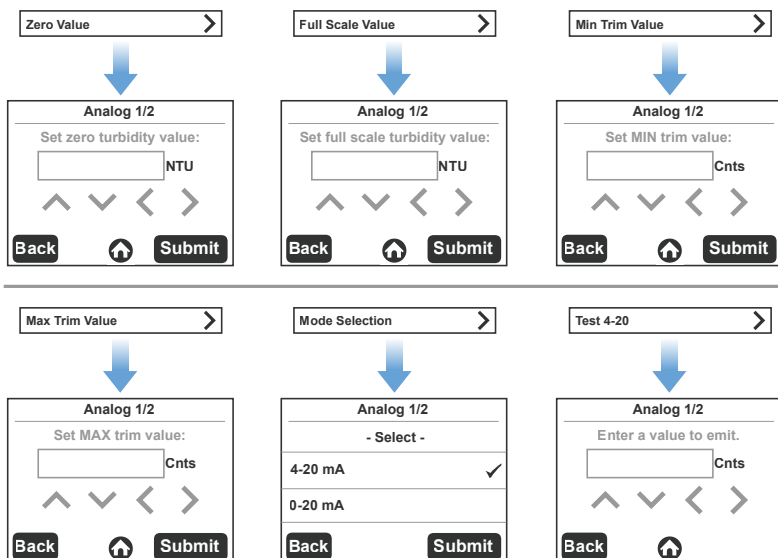 Zero Value
Full Scale Value
Min Trim Value
Analog 1/2
Set zero turbidity value:
NTU
Back
Submit
Analog 1/2
Set full scale turbidity value:
NTU
Back
Submit
Analog 1/2
Set MIN trim value:
Cnts
Back
Submit
Max Trim Value
Mode Selection
Test 4-20
Analog 1/2
Set MAX trim value:
Cnts
Back
Submit
Analog 1/2
- Select -
4-20 mA
0-20 mA
Back
Submit
Analog 1/2
Enter a value to emit.
Cnts
Back